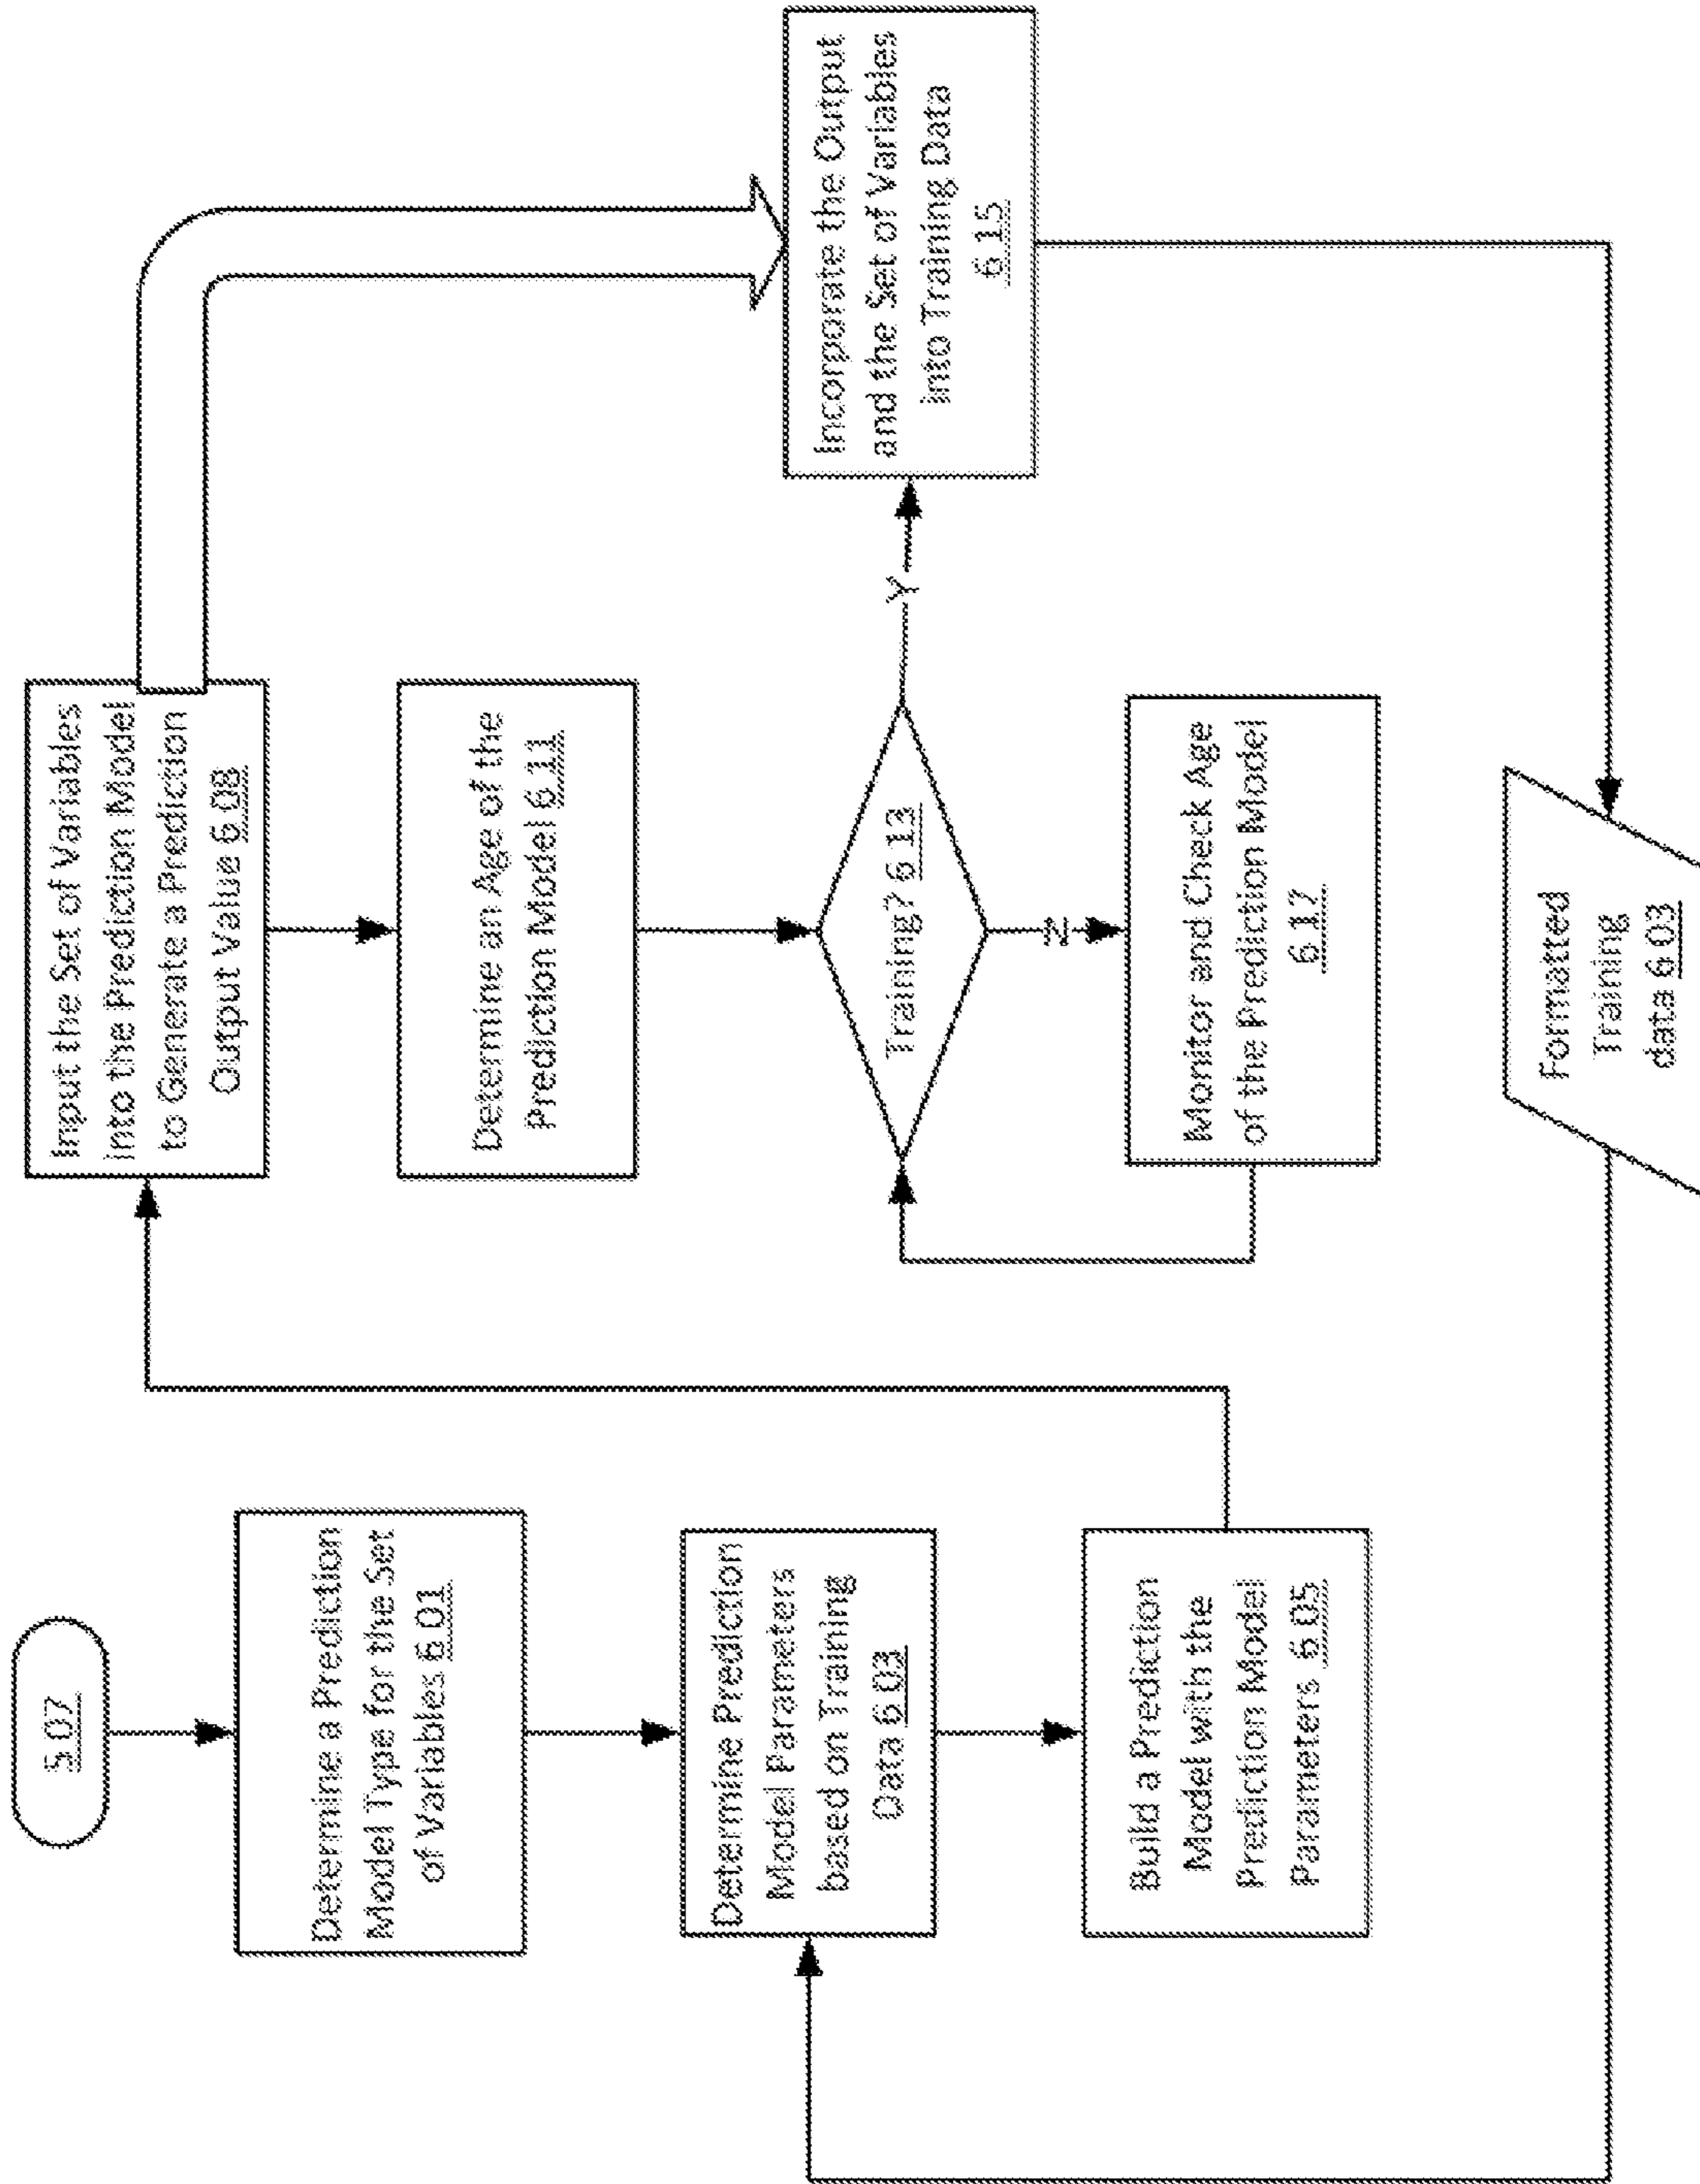 5 07
Determine a Prediction
Model Type for the Set
of Variables 6 01
Determine Prediction
Model Parameters
based on Training
Data 6 03
Build a Prediction
Model with the
Prediction Model
Parameters 6 05
Input the Set of Variables
into the Prediction Model
to Generate a Prediction
Output Value 6 08
Determine an Age of the
Prediction Model 6 11
Training? 6 13
Y
N
Monitor and Check Age
of the Prediction Model
6 17
Incorporate the Output
and the Set of Variables
into Training Data
6 15
Formatted
Training
data 6 03